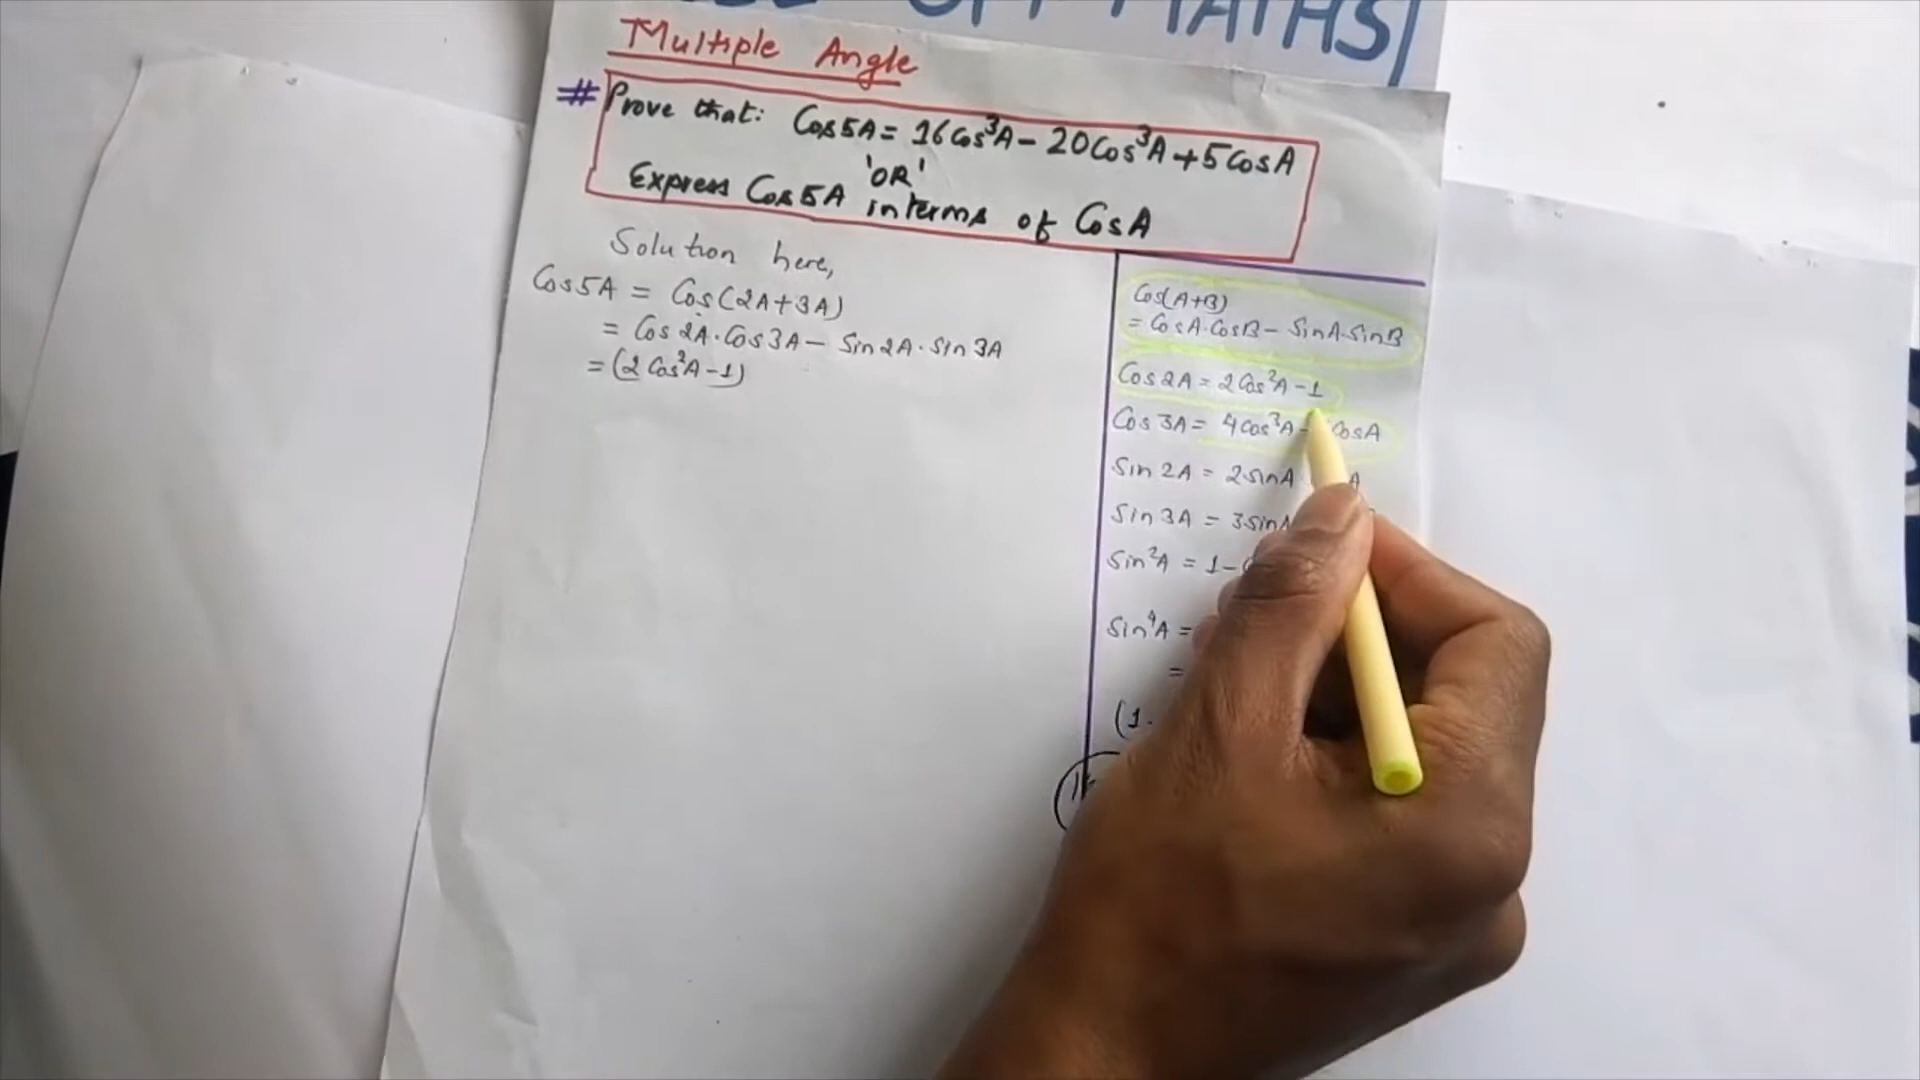 MATHS
Multiple Angle
# Prove that: Cos5A = 16Cos³A - 20Cos³A + 5CosA
'OR'
Express Cos5A interms of CosA
Solution here,
Cos5A = Cos(2A+3A)
= Cos2A.Cos3A - Sin2A.Sin3A
= (2Cos²A-1)
Cos(A+B)
= CosA.CosB - SinA.SinB
Cos2A = 2Cos²A-1
Cos3A = 4Cos³A - CosA
Sin2A = 2SinA A
Sin3A = 3SinA
Sin²A = 1-
Sin⁴A =
=
(1.